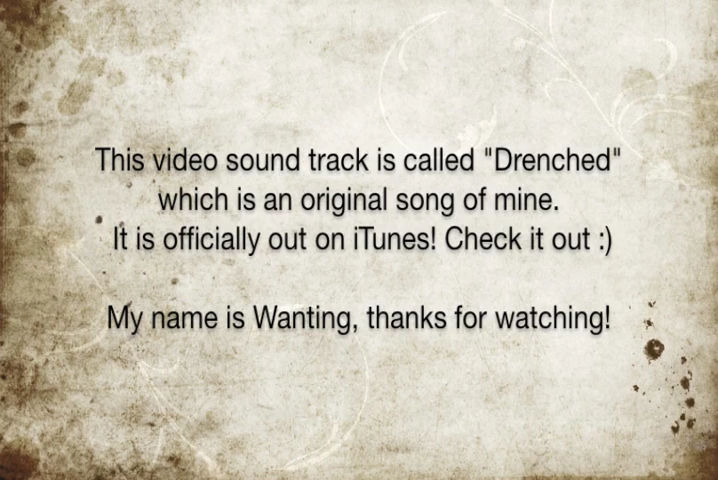 This video sound track is called "Drenched"
which is an original song of mine.
It is officially out on iTunes! Check it out :)
My name is Wanting, thanks for watching!